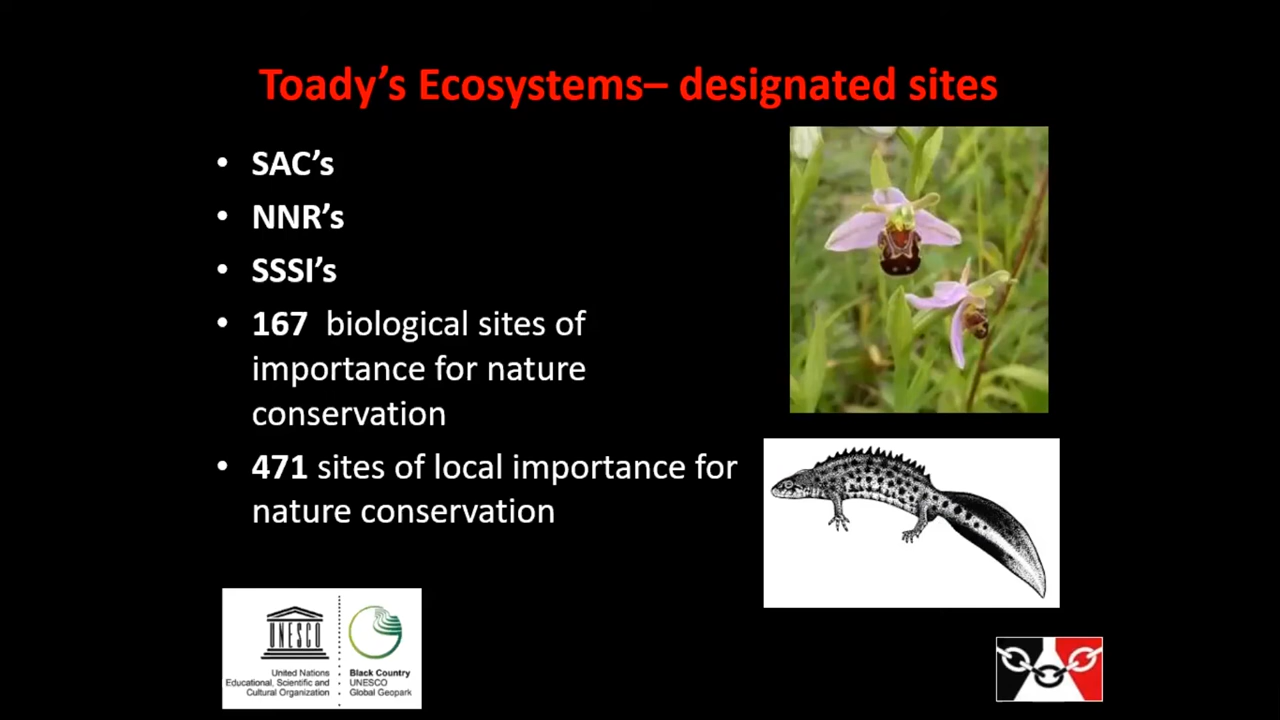 Toady’s Ecosystems– designated sites
• SAC’s
• NNR’s
• SSSI’s
• 167 biological sites of
importance for nature
conservation
• 471 sites of local importance for
nature conservation
UNESCO
United Nations
Educational, Scientific and
Cultural Organization
Black Country
UNESCO
Global Geopark